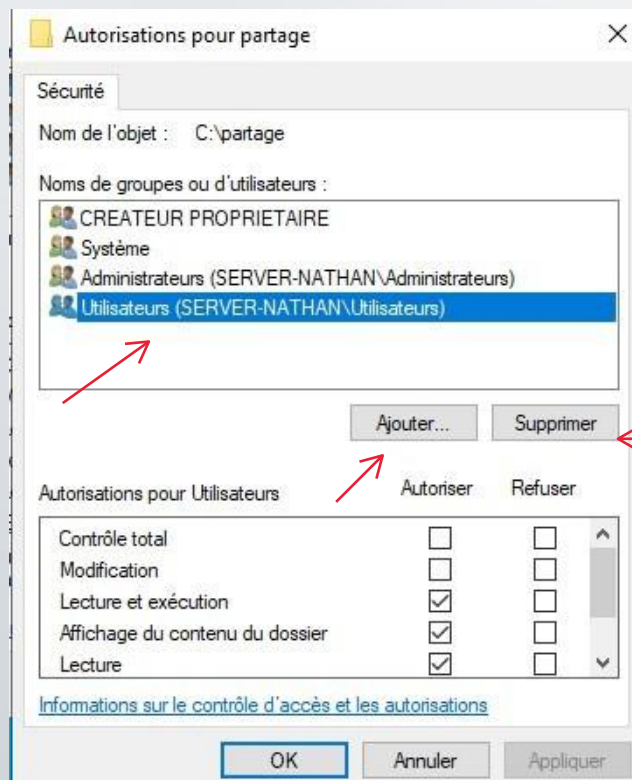 Autorisations pour partage
Sécurité
Nom de l'objet : C:\partage
Noms de groupes ou d'utilisateurs :
CREATEUR PROPRIETAIRE
Système
Administrateurs (SERVER-NATHAN\Administrateurs)
Utilisateurs (SERVER-NATHAN\Utilisateurs)
Ajouter... Supprimer
Autorisations pour Utilisateurs Autoriser Refuser
Contrôle total
Modification
Lecture et exécution
Affichage du contenu du dossier
Lecture
Informations sur le contrôle d'accès et les autorisations
OK Annuler Appliquer